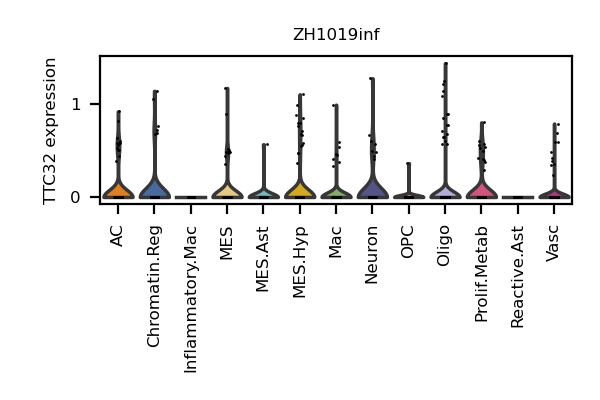 ZH1019inf
TTC32 expression
1
0
AC
Chromatin.Reg
Inflammatory.Mac
MES
MES.Ast
MES.Hyp
Mac
Neuron
OPC
Oligo
Prolif.Metab
Reactive.Ast
Vasc